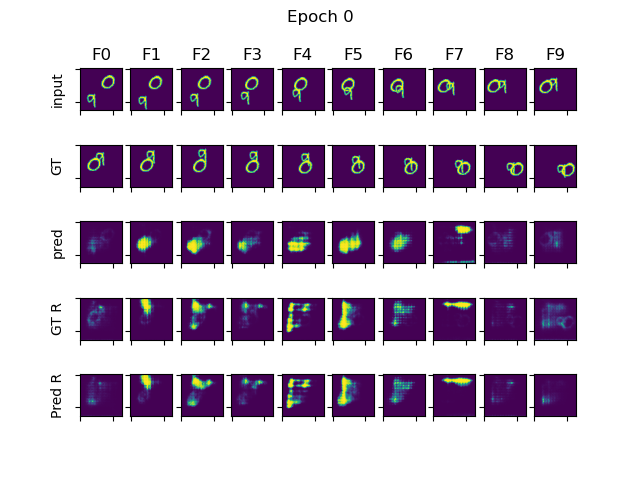 Epoch 0
F0 F1 F2 F3 F4 F5 F6 F7 F8 F9
input
GT
pred
GT R
Pred R